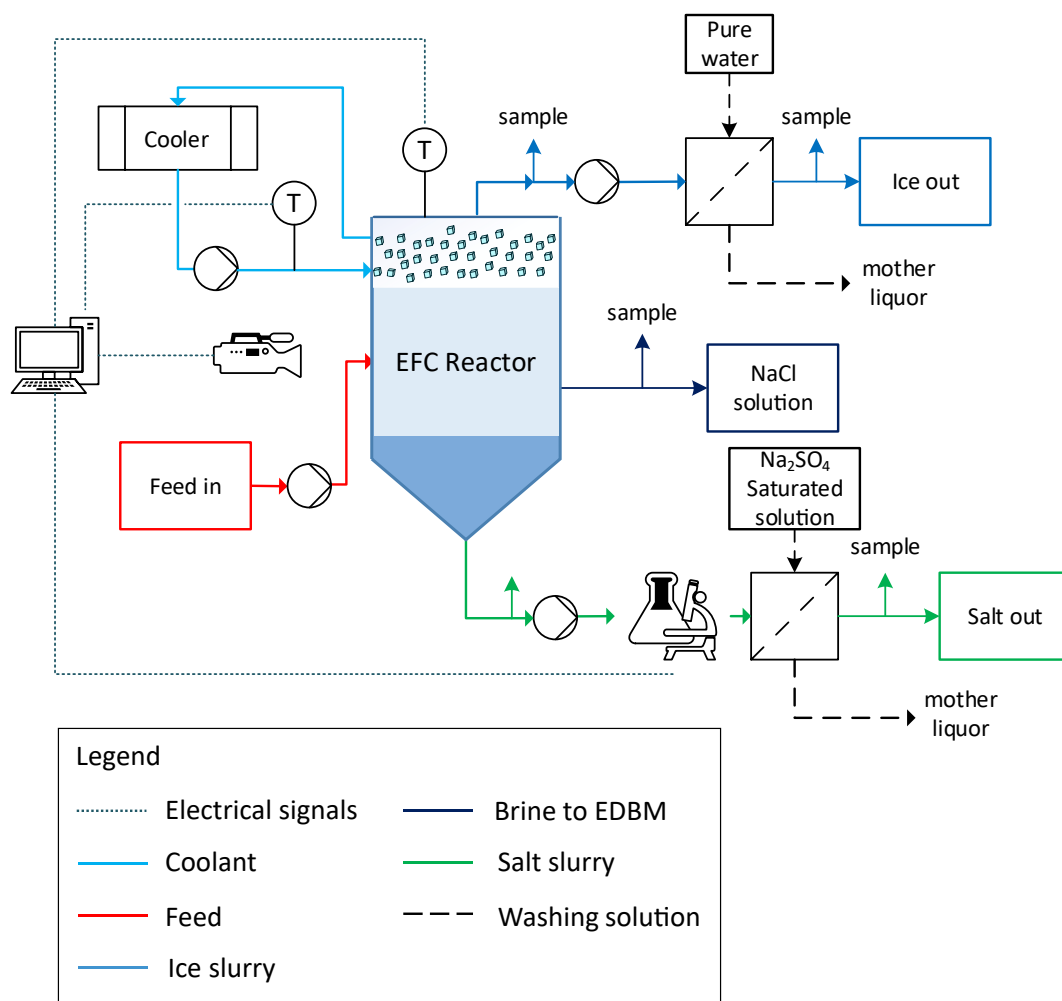 Pure
water
sample
sample
T
Cooler
Ice out
T
mother
liquor
sample
EFC Reactor
NaCl
solution
Na₂SO₄
Saturated
solution
Feed in
sample
Salt out
mother
liquor
Legend
Electrical signals
Brine to EDBM
Coolant
Salt slurry
Feed
Washing solution
Ice slurry